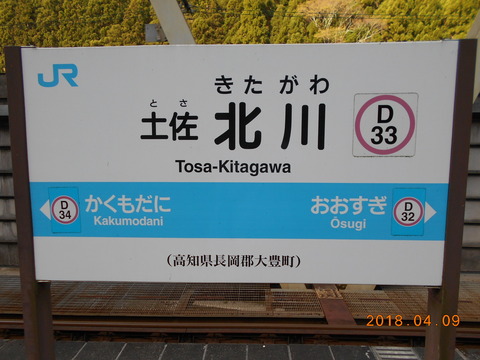 JR
きたがわ
とさ
土佐 北川
D
33
Tosa-Kitagawa
D
34
かくもだに
Kakumodani
おおすぎ
Ōsugi
D
32
(高知県長岡郡大豊町)
2018.04.09